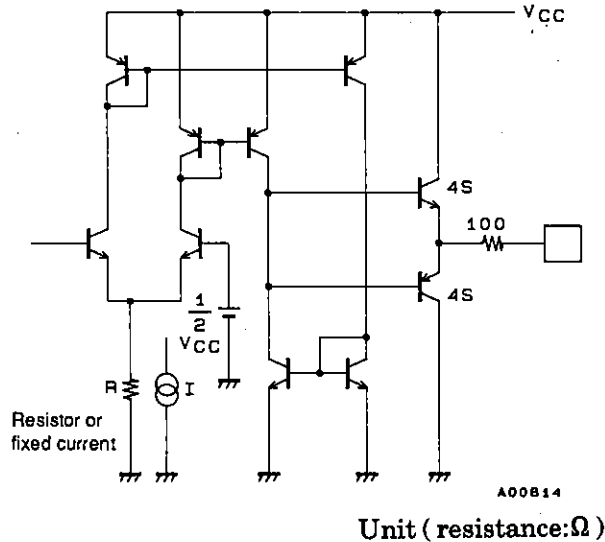 VCC
4S
100
4S
1
2
VCC
R
I
Resistor or
fixed current
A00814
Unit (resistance:Ω)